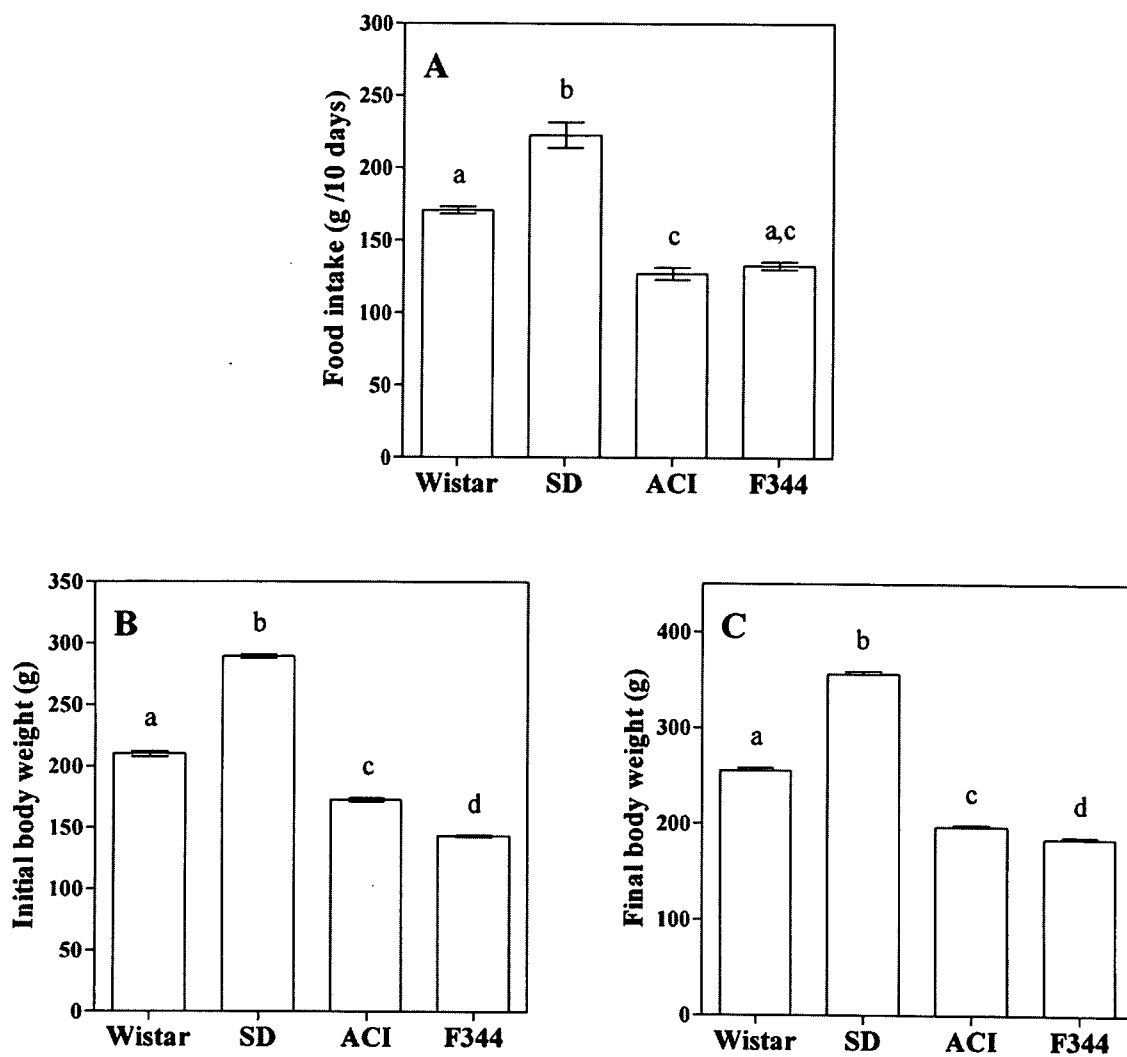 300
250
200
150
100
50
0
Food intake (g /10 days)
A
a
b
c
a,c
Wistar SD ACI F344
350
300
250
200
150
100
50
0
Initial body weight (g)
B
a
b
c
d
Wistar SD ACI F344
400
300
200
100
0
Final body weight (g)
C
a
b
c
d
Wistar SD ACI F344